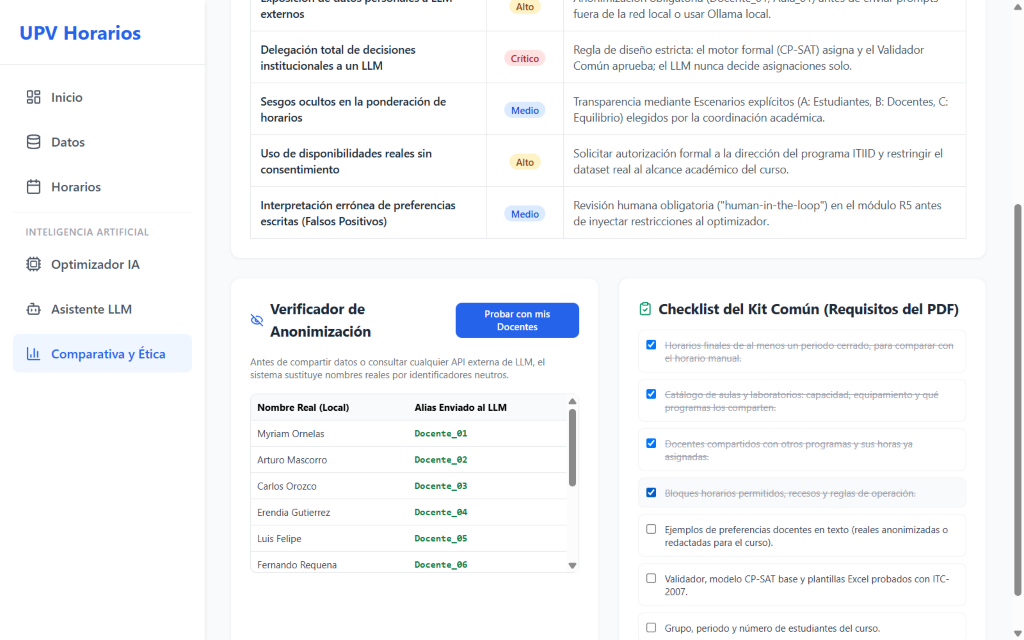 UPV Horarios
Inicio
Datos
Horarios
INTELIGENCIA ARTIFICIAL
Optimizador IA
Asistente LLM
Comparativa y Ética
Exposición de datos personales a LLM
externos
Alto
Anonimización obligatoria (Docente_01, Aula_01) antes de enviar prompts
fuera de la red local o usar Ollama local.
Delegación total de decisiones
institucionales a un LLM
Crítico
Regla de diseño estricta: el motor formal (CP-SAT) asigna y el Validador
Común aprueba; el LLM nunca decide asignaciones solo.
Sesgos ocultos en la ponderación de
horarios
Medio
Transparencia mediante Escenarios explícitos (A: Estudiantes, B: Docentes, C:
Equilibrio) elegidos por la coordinación académica.
Uso de disponibilidades reales sin
consentimiento
Alto
Solicitar autorización formal a la dirección del programa ITIID y restringir el
dataset real al alcance académico del curso.
Interpretación errónea de preferencias
escritas (Falsos Positivos)
Medio
Revisión humana obligatoria ("human-in-the-loop") en el módulo R5 antes
de inyectar restricciones al optimizador.
Verificador de
Anonimización
Probar con mis
Docentes
Antes de compartir datos o consultar cualquier API externa de LLM, el
sistema sustituye nombres reales por identificadores neutros.
Nombre Real (Local) Alias Enviado al LLM
Myriam Ornelas Docente_01
Arturo Mascorro Docente_02
Carlos Orozco Docente_03
Erendia Gutierrez Docente_04
Luis Felipe Docente_05
Fernando Requena Docente_06
Checklist del Kit Común (Requisitos del PDF)
Horarios finales de al menos un periodo cerrado, para comparar con
el horario manual.
Catálogo de aulas y laboratorios: capacidad, equipamiento y qué
programas los comparten.
Docentes compartidos con otros programas y sus horas ya
asignadas.
Bloques horarios permitidos, recesos y reglas de operación.
Ejemplos de preferencias docentes en texto (reales anonimizadas o
redactadas para el curso).
Validador, modelo CP-SAT base y plantillas Excel probados con ITC-
2007.
Grupo, periodo y número de estudiantes del curso.